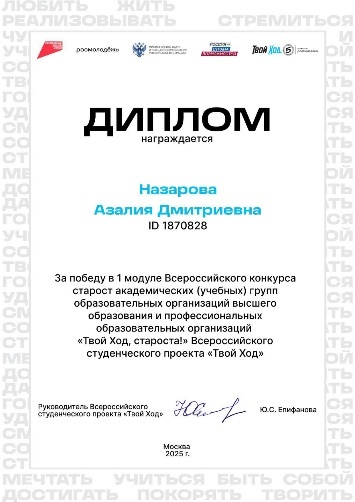 ЛЮБИТЬ ЖИТЬ
РЕАЛИЗОВЫВАТЬ СТРЕМИТЬСЯ
росмолодёжь
ТВОЙ ХОД
ДИПЛОМ
награждается
Назарова
Азалия Дмитриевна
ID 1870828
За победу в 1 модуле Всероссийского конкурса
старост академических (учебных) групп
образовательных организаций высшего
образования и профессиональных
образовательных организаций
«Твой Ход, староста!» Всероссийского
студенческого проекта «Твой Ход»
Руководитель Всероссийского
студенческого проекта «Твой Ход»
Ю.С. Епифанова
Москва
2025 г.
МЕЧТАТЬ УЧИТЬСЯ БЫТЬ СОБОЙ
ДОСТИГАТЬ ПОКОРЯТЬ ТВОРИТЬ